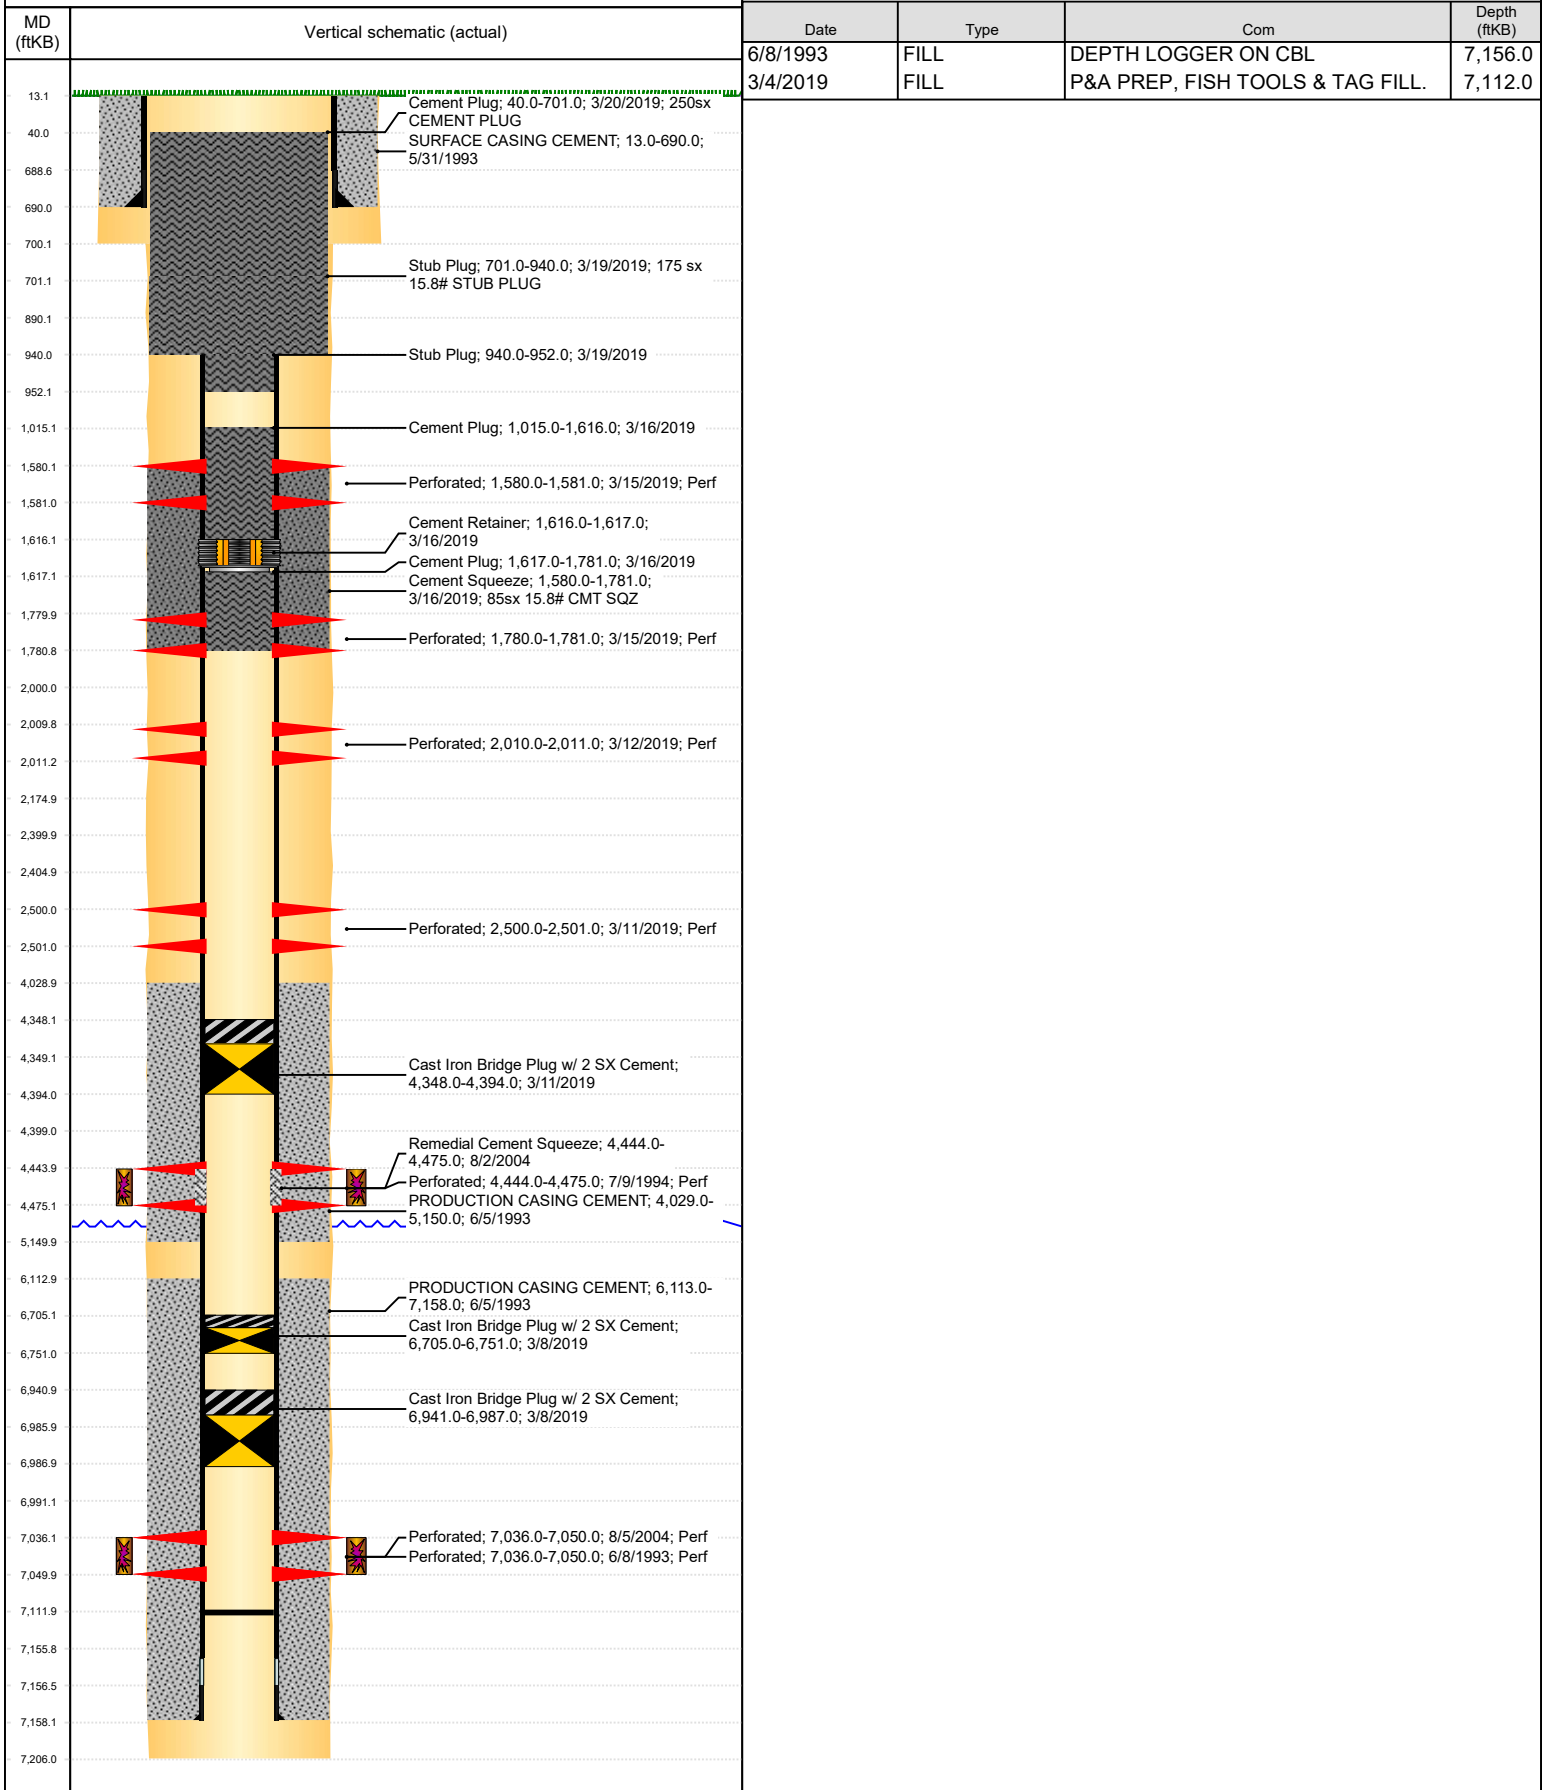 MD
(ftKB)
Vertical schematic (actual)
Date
Type
Com
Depth
(ftKB)
6/8/1993
FILL
DEPTH LOGGER ON CBL
7,156.0
3/4/2019
FILL
P&A PREP, FISH TOOLS & TAG FILL.
7,112.0
13.1
40.0
688.6
690.0
700.1
701.1
890.1
940.0
952.1
1,015.1
1,580.1
1,581.0
1,616.1
1,617.1
1,779.9
1,780.8
2,000.0
2,009.8
2,011.2
2,174.9
2,399.9
2,404.9
2,500.0
2,501.0
4,028.9
4,348.1
4,349.1
4,394.0
4,399.0
4,443.9
4,475.1
5,149.9
6,112.9
6,705.1
6,751.0
6,940.9
6,985.9
6,986.9
6,991.1
7,036.1
7,049.9
7,111.9
7,155.8
7,156.5
7,158.1
7,206.0
Cement Plug; 40.0-701.0; 3/20/2019; 250sx
CEMENT PLUG
SURFACE CASING CEMENT; 13.0-690.0;
5/31/1993
Stub Plug; 701.0-940.0; 3/19/2019; 175 sx
15.8# STUB PLUG
Stub Plug; 940.0-952.0; 3/19/2019
Cement Plug; 1,015.0-1,616.0; 3/16/2019
Perforated; 1,580.0-1,581.0; 3/15/2019; Perf
Cement Retainer; 1,616.0-1,617.0;
3/16/2019
Cement Plug; 1,617.0-1,781.0; 3/16/2019
Cement Squeeze; 1,580.0-1,781.0;
3/16/2019; 85sx 15.8# CMT SQZ
Perforated; 1,780.0-1,781.0; 3/15/2019; Perf
Perforated; 2,010.0-2,011.0; 3/12/2019; Perf
Perforated; 2,500.0-2,501.0; 3/11/2019; Perf
Cast Iron Bridge Plug w/ 2 SX Cement;
4,348.0-4,394.0; 3/11/2019
Remedial Cement Squeeze; 4,444.0-
4,475.0; 8/2/2004
Perforated; 4,444.0-4,475.0; 7/9/1994; Perf
PRODUCTION CASING CEMENT; 4,029.0-
5,150.0; 6/5/1993
PRODUCTION CASING CEMENT; 6,113.0-
7,158.0; 6/5/1993
Cast Iron Bridge Plug w/ 2 SX Cement;
6,705.0-6,751.0; 3/8/2019
Cast Iron Bridge Plug w/ 2 SX Cement;
6,941.0-6,987.0; 3/8/2019
Perforated; 7,036.0-7,050.0; 8/5/2004; Perf
Perforated; 7,036.0-7,050.0; 6/8/1993; Perf